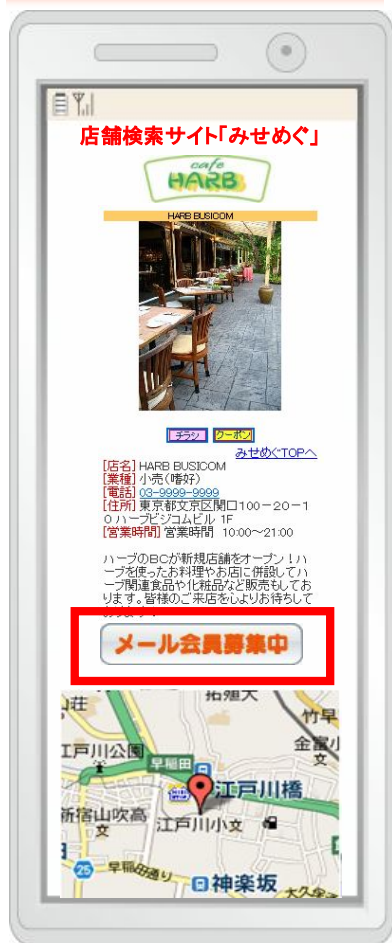 店舗検索サイト「みせめぐ」
cafe
HARB
HARB BUSICOM
チラシ クーポン
みせめぐTOPへ
[店名] HARB BUSICOM
[業種] 小売(嗜好)
[電話] 03-9999-9999
[住所] 東京都文京区関口100-20-1
0 ハーブビジコムビル 1F
[営業時間] 営業時間 10:00~21:00
ハーブのBCが新規店舗をオープン!ハ
ーブを使ったお料理やお店に併設してハ
ーブ関連食品や化粧品など販売もしてお
ります。皆様のご来店を心よりお待ちして
メール会員募集中
拓殖大
竹早
江戸川公園
金富小
文
早稲田
江戸川橋
新宿山吹高
文
江戸川小 文
25
早稲田通り
神楽坂
大久保